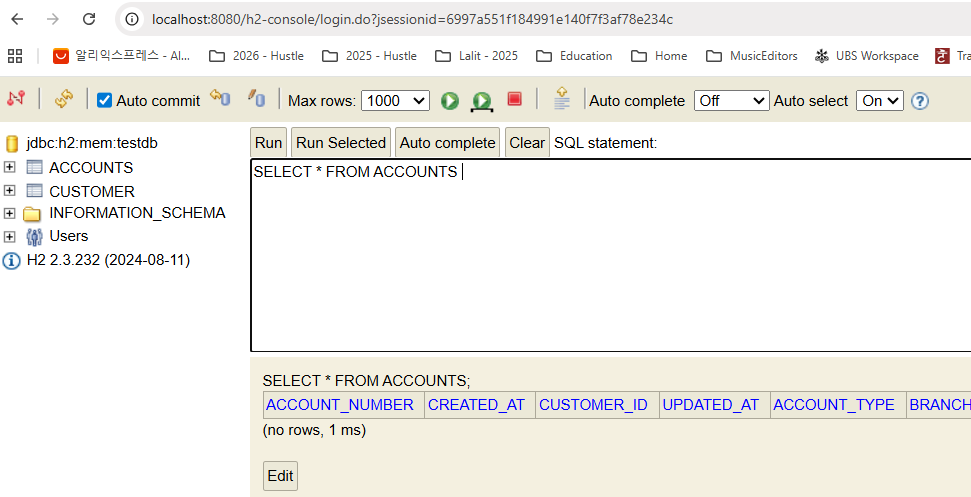 localhost:8080/h2-console/login.do?jsessionid=6997a551f184991e140f7f3af78e234c
알리익스프레스 - Al... 2026 - Hustle 2025 - Hustle Lalit - 2025 Education Home MusicEditors UBS Workspace Tra
Auto commit Max rows: 1000 Auto complete Off Auto select On ?
jdbc:h2:mem:testdb
ACCOUNTS
CUSTOMER
INFORMATION_SCHEMA
Users
H2 2.3.232 (2024-08-11)
Run Run Selected Auto complete Clear SQL statement:
SELECT * FROM ACCOUNTS
SELECT * FROM ACCOUNTS;
ACCOUNT_NUMBER CREATED_AT CUSTOMER_ID UPDATED_AT ACCOUNT_TYPE BRANCH
(no rows, 1 ms)
Edit